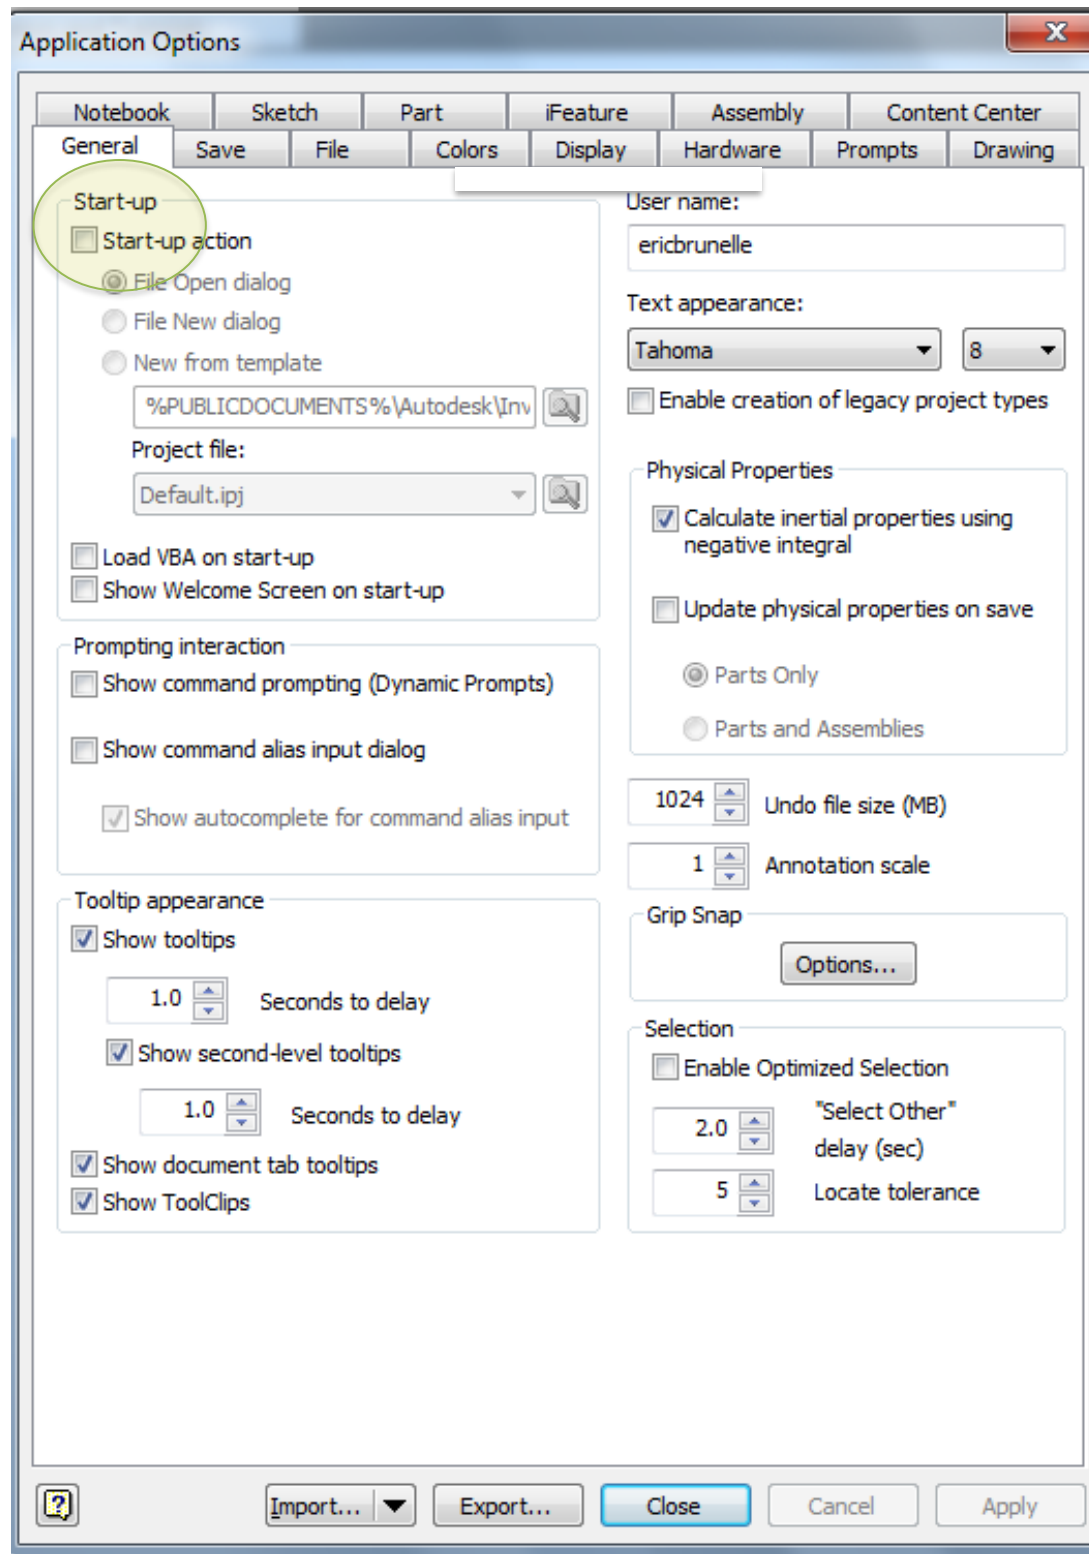 Application Options
Notebook Sketch Part iFeature Assembly Content Center
General Save File Colors Display Hardware Prompts Drawing
Start-up
Start-up action
File Open dialog
File New dialog
New from template
%PUBLICDOCUMENTS%\Autodesk\Inv
Project file:
Default.ipj
Load VBA on start-up
Show Welcome Screen on start-up
Prompting interaction
Show command prompting (Dynamic Prompts)
Show command alias input dialog
Show autocomplete for command alias input
Tooltip appearance
Show tooltips
1.0 Seconds to delay
Show second-level tooltips
1.0 Seconds to delay
Show document tab tooltips
Show ToolClips
User name:
ericbrunelle
Text appearance:
Tahoma 8
Enable creation of legacy project types
Physical Properties
Calculate inertial properties using
negative integral
Update physical properties on save
Parts Only
Parts and Assemblies
1024 Undo file size (MB)
1 Annotation scale
Grip Snap
Options...
Selection
Enable Optimized Selection
2.0 "Select Other"
delay (sec)
5 Locate tolerance
Import... Export... Close Cancel Apply